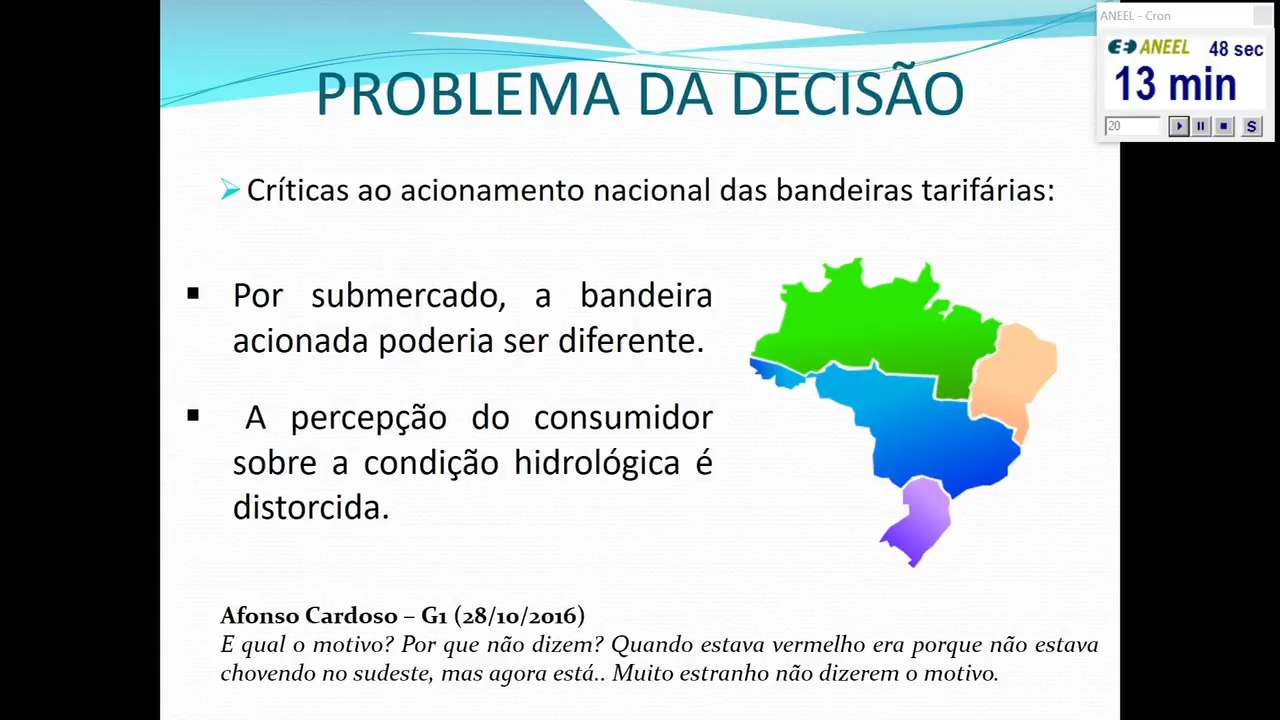 ANEEL - Cron
ANEEL 48 sec
13 min
20
S
PROBLEMA DA DECISÃO
Críticas ao acionamento nacional das bandeiras tarifárias:
Por submercado, a bandeira
acionada poderia ser diferente.
A percepção do consumidor
sobre a condição hidrológica é
distorcida.
Afonso Cardoso – G1 (28/10/2016)
E qual o motivo? Por que não dizem? Quando estava vermelho era porque não estava
chovendo no sudeste, mas agora está.. Muito estranho não dizerem o motivo.